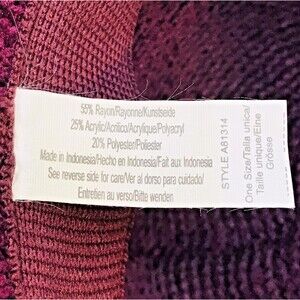 55% Rayon/Rayonne/Kunstseide
25% Acrylic/Acrilico/Acrylique/Polyacryl
20% Polyester/Poliester
Made in Indonesia/Hecho en Indonesia/Fait aux Indonesia
See reverse side for care/Ver al dorso para cuidado/
Entretien au verso/Bitte wenden
STYLE A81314
One Size/Talla unica/
Taille unique/Eine
Grösse